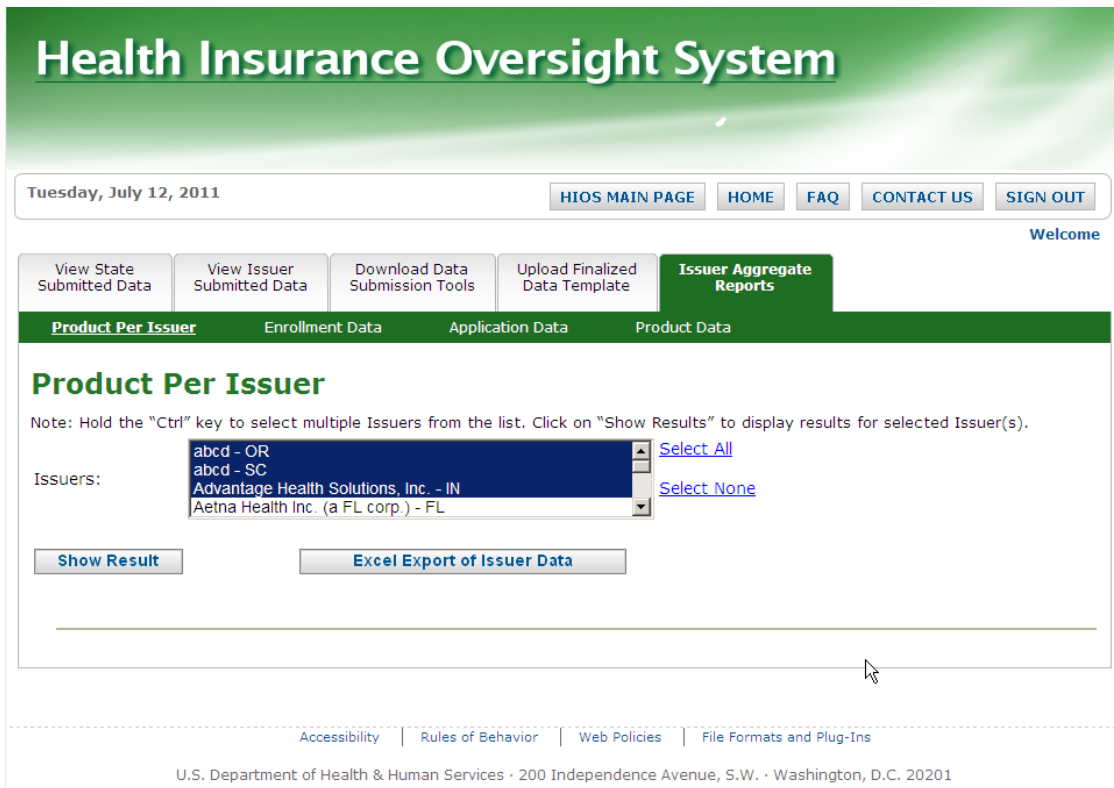 Health Insurance Oversight System
Tuesday, July 12, 2011
HIOS MAIN PAGE
HOME
FAQ
CONTACT US
SIGN OUT
Welcome
View State
Submitted Data
View Issuer
Submitted Data
Download Data
Submission Tools
Upload Finalized
Data Template
Issuer Aggregate
Reports
Product Per Issuer
Enrollment Data
Application Data
Product Data
Product Per Issuer
Note: Hold the “Ctrl” key to select multiple Issuers from the list. Click on “Show Results” to display results for selected Issuer(s).
Issuers:
abcd - OR
abcd - SC
Advantage Health Solutions, Inc. - IN
Aetna Health Inc. (a FL corp.) - FL
Select All
Select None
Show Result
Excel Export of Issuer Data
Accessibility
Rules of Behavior
Web Policies
File Formats and Plug-Ins
U.S. Department of Health & Human Services · 200 Independence Avenue, S.W. · Washington, D.C. 20201